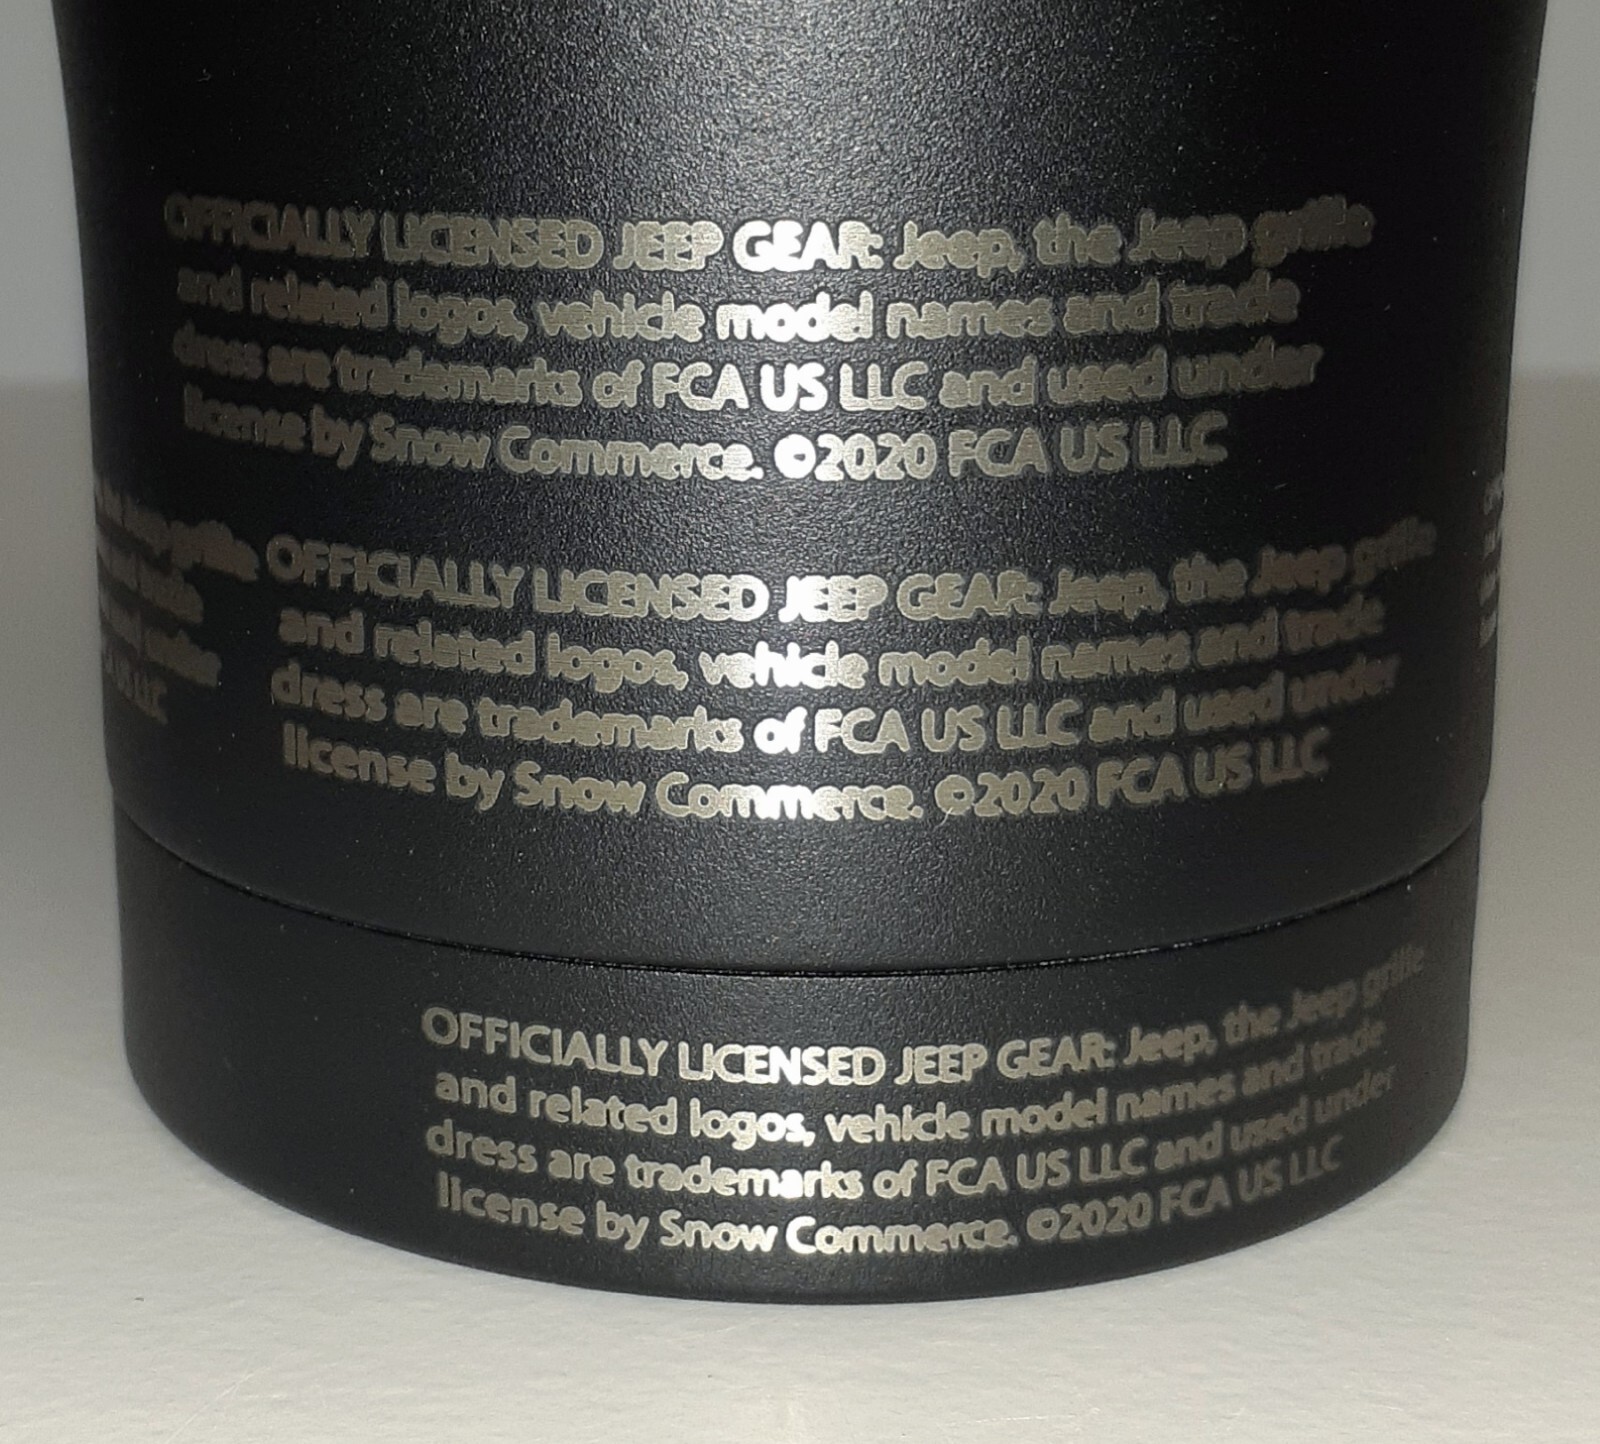 OFFICIALLY LICENSED JEEP GEAR: Jeep, the Jeep grille
and related logos, vehicle model names and trade
dress are trademarks of FCA US LLC and used under
license by Snow Commerce. ©2020 FCA US LLC
grille
trade
under
US LLC
OFFICIALLY LICENSED JEEP GEAR: Jeep, the Jeep grille
and related logos, vehicle model names and trade
dress are trademarks of FCA US LLC and used under
license by Snow Commerce. ©2020 FCA US LLC
OFFICIALLY LICENSED JEEP GEAR: Jeep, the Jeep grille
and related logos, vehicle model names and trade
dress are trademarks of FCA US LLC and used under
license by Snow Commerce. ©2020 FCA US LLC